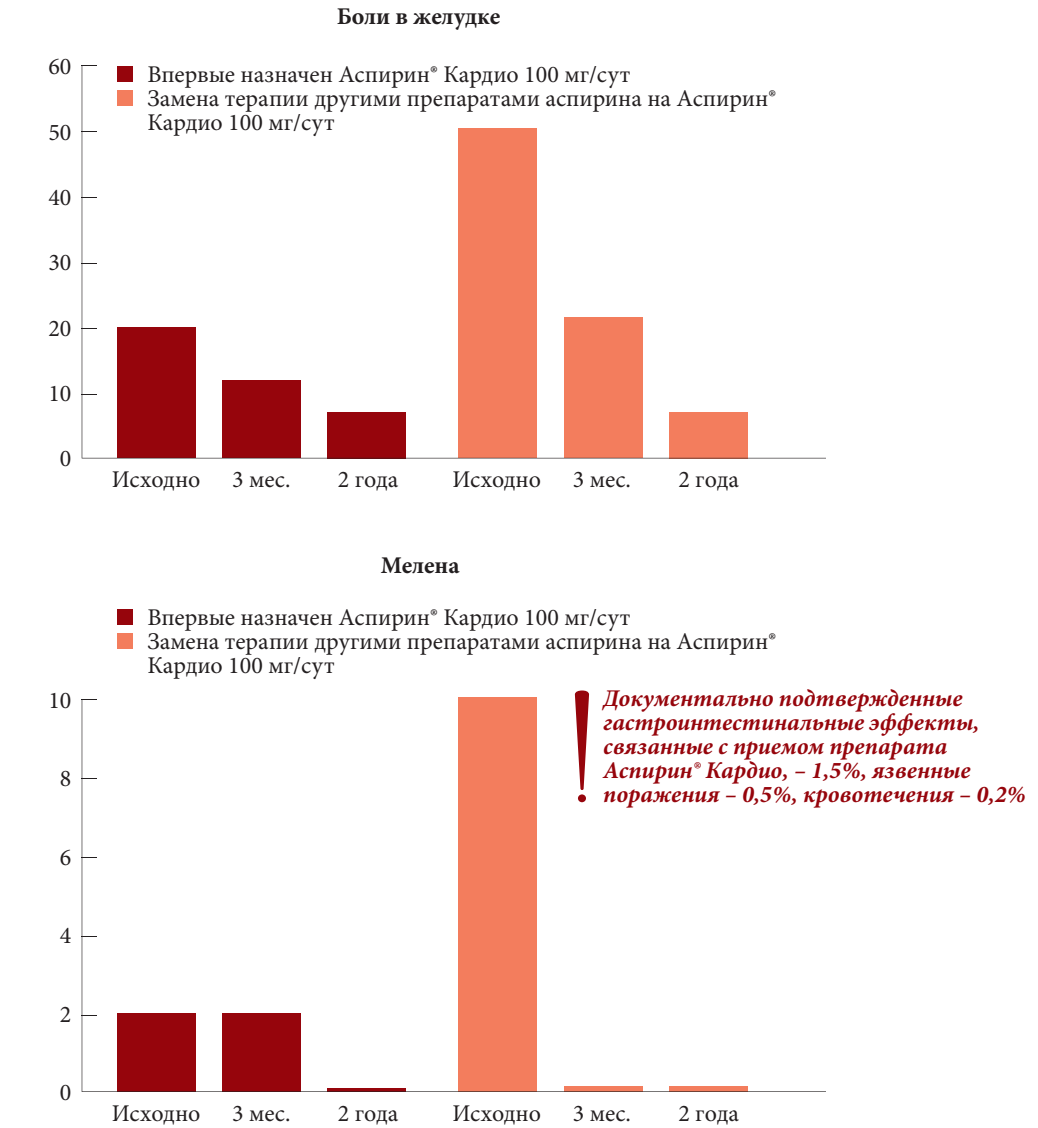 Боли в желудке
60
Впервые назначен Аспирин® Кардио 100 мг/сут
Замена терапии другими препаратами аспирина на Аспирин®
Кардио 100 мг/сут
50
40
30
20
10
0
Исходно 3 мес. 2 года Исходно 3 мес. 2 года
Мелена
Впервые назначен Аспирин® Кардио 100 мг/сут
Замена терапии другими препаратами аспирина на Аспирин®
Кардио 100 мг/сут
10
! Документально подтвержденные
гастроинтестинальные эффекты,
связанные с приемом препарата
Аспирин® Кардио, – 1,5%, язвенные
поражения – 0,5%, кровотечения – 0,2%
8
6
4
2
0
Исходно 3 мес. 2 года Исходно 3 мес. 2 года